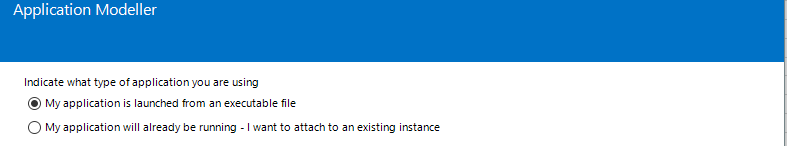 Application Modeller
Indicate what type of application you are using
My application is launched from an executable file
My application will already be running - I want to attach to an existing instance